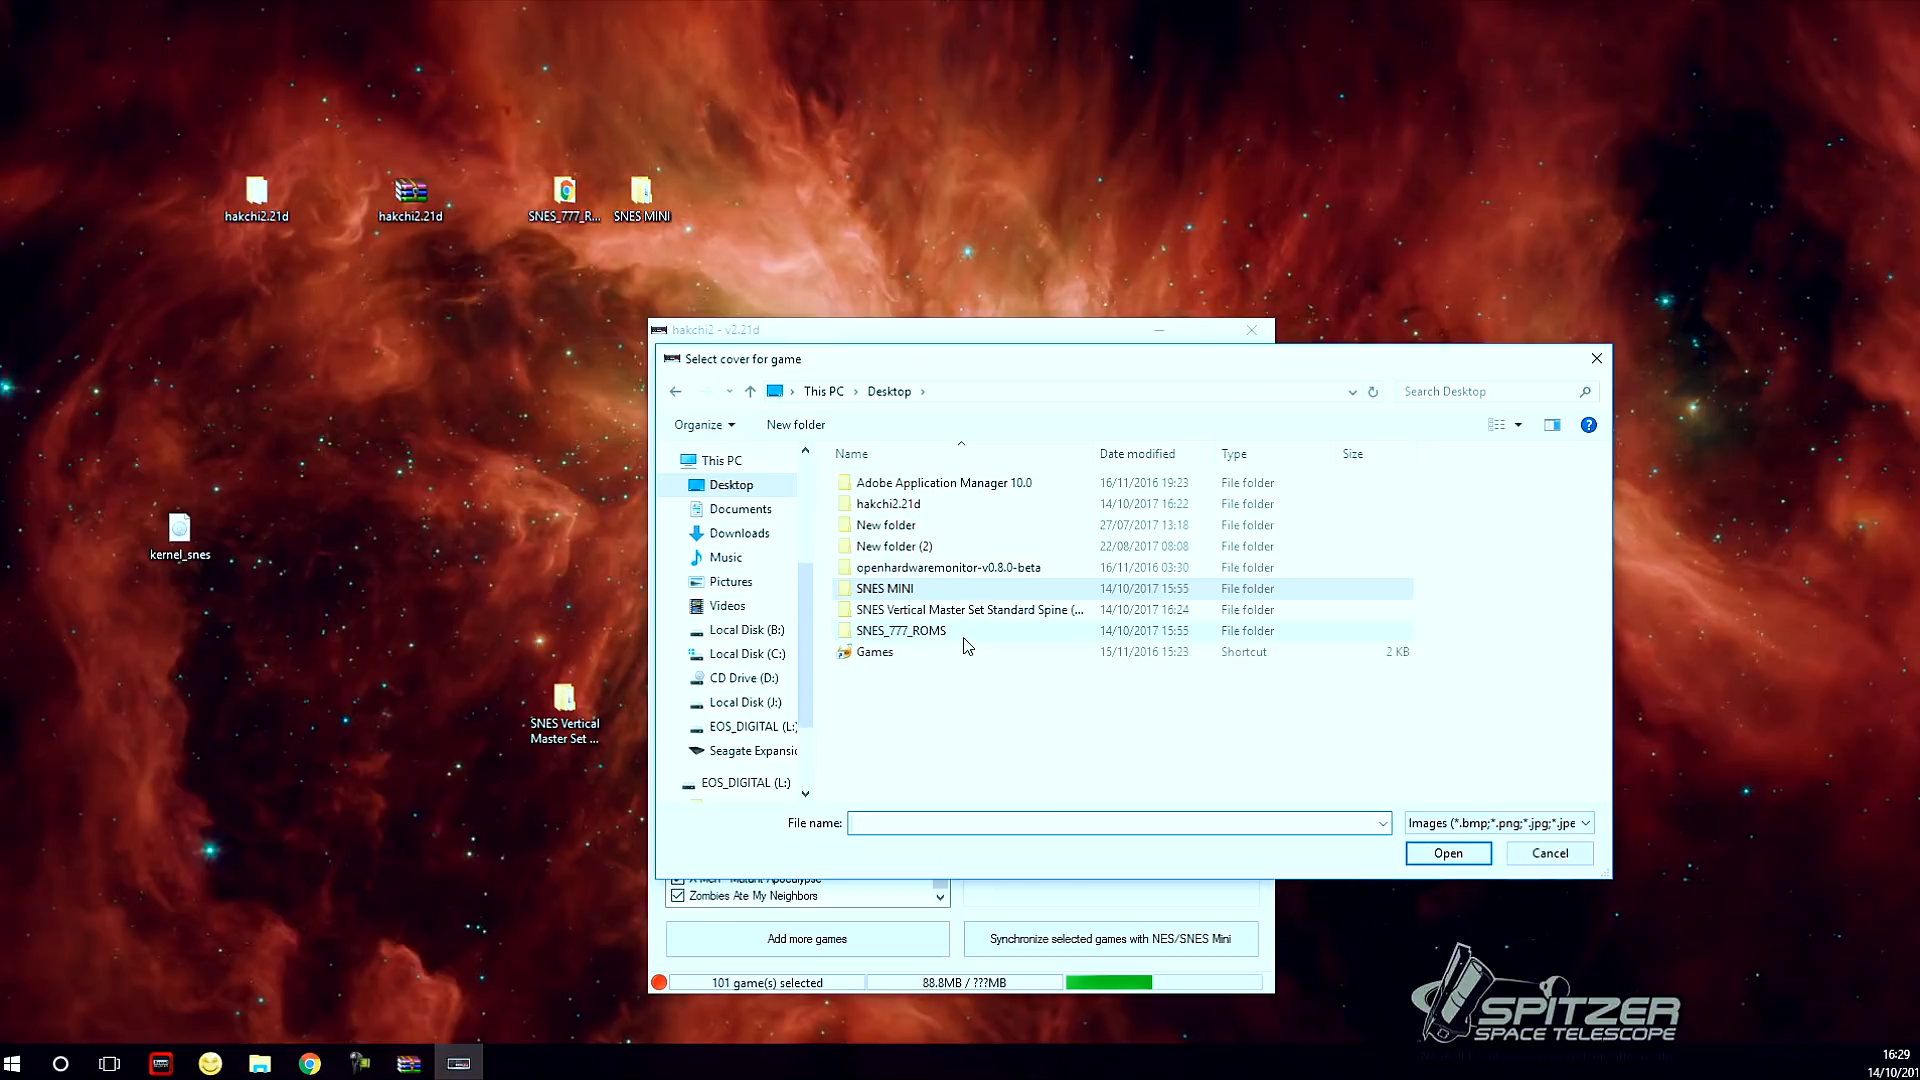 hakchi2.21d
hakchi2.21d
SNES_777_R...
SNES MINI
kernel_snes
SNES Vertical
Master Set ...
hakchi2 - v2.21d
Select cover for game
This PC
Desktop
Search Desktop
Organize
New folder
This PC
Desktop
Documents
Downloads
Music
Pictures
Videos
Local Disk (B:)
Local Disk (C:)
CD Drive (D:)
Local Disk (J:)
EOS_DIGITAL (L:)
Seagate Expansic
EOS_DIGITAL (L:)
Name Date modified Type Size
Adobe Application Manager 10.0 16/11/2016 19:23 File folder
hakchi2.21d 14/10/2017 16:22 File folder
New folder 27/07/2017 13:18 File folder
New folder (2) 22/08/2017 08:08 File folder
openhardwaremonitor-v0.8.0-beta 16/11/2016 03:30 File folder
SNES MINI 14/10/2017 15:55 File folder
SNES Vertical Master Set Standard Spine (... 14/10/2017 16:24 File folder
SNES_777_ROMS 14/10/2017 15:55 File folder
Games 15/11/2016 15:23 Shortcut 2 KB
File name:
Images (*.bmp;*.png;*.jpg;*.jpe
Open
Cancel
X-Men - Mutant Apocalypse
Zombies Ate My Neighbors
Add more games
Synchronize selected games with NES/SNES Mini
101 game(s) selected
88.8MB / ???MB
SPITZER
SPACE TELESCOPE
16:29
14/10/201